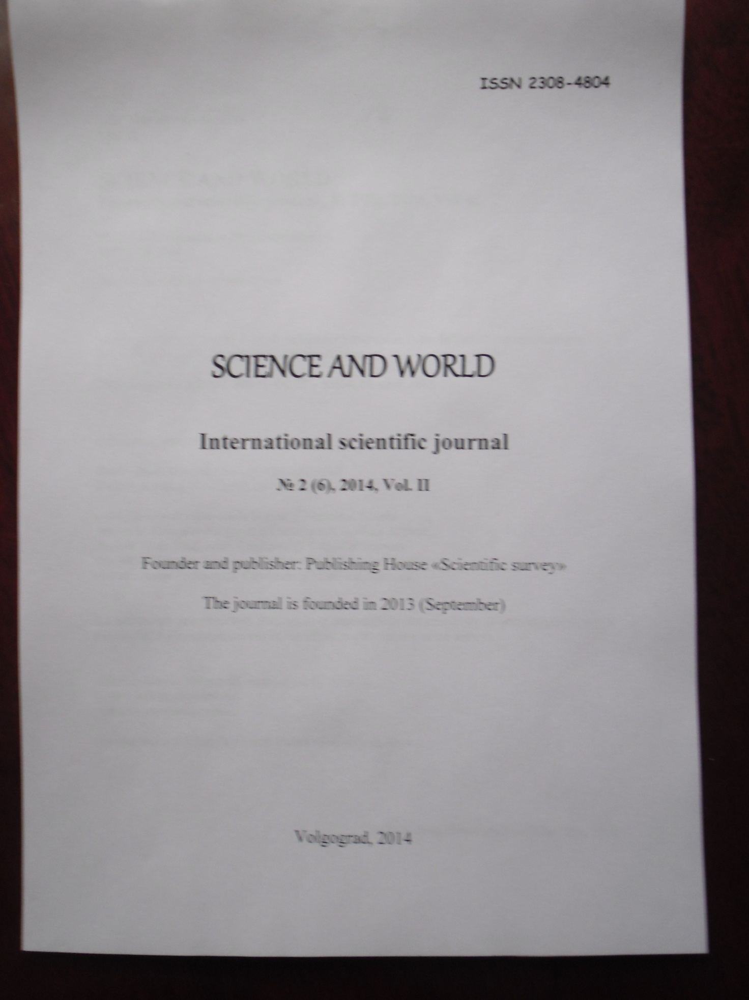 ISSN 2308-4804
SCIENCE AND WORLD
International scientific journal
№ 2 (6), 2014, Vol. II
Founder and publisher: Publishing House «Scientific survey»
The journal is founded in 2013 (September)
Volgograd, 2014